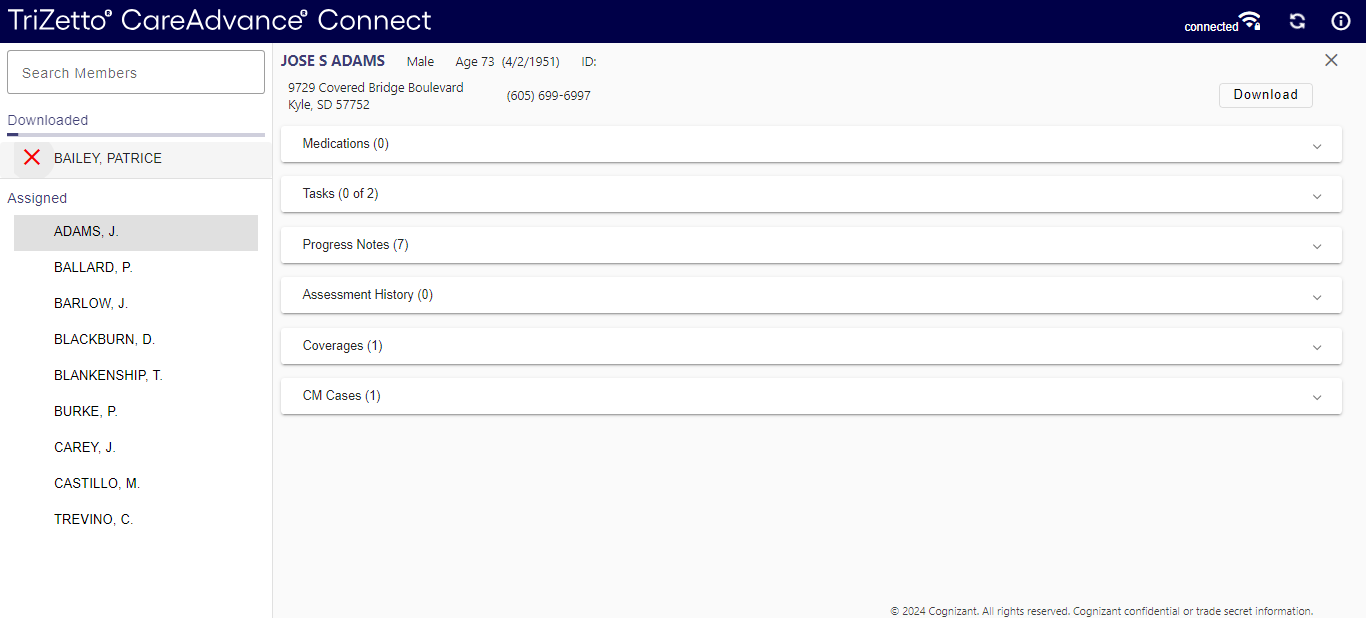 TriZetto® CareAdvance® Connect
connected
Search Members
Downloaded
BAILEY, PATRICE
Assigned
ADAMS, J.
BALLARD, P.
BARLOW, J.
BLACKBURN, D.
BLANKENSHIP, T.
BURKE, P.
CAREY, J.
CASTILLO, M.
TREVINO, C.
JOSE S ADAMS Male Age 73 (4/2/1951) ID:
9729 Covered Bridge Boulevard
Kyle, SD 57752
(605) 699-6997
Download
Medications (0)
Tasks (0 of 2)
Progress Notes (7)
Assessment History (0)
Coverages (1)
CM Cases (1)
© 2024 Cognizant. All rights reserved. Cognizant confidential or trade secret information.